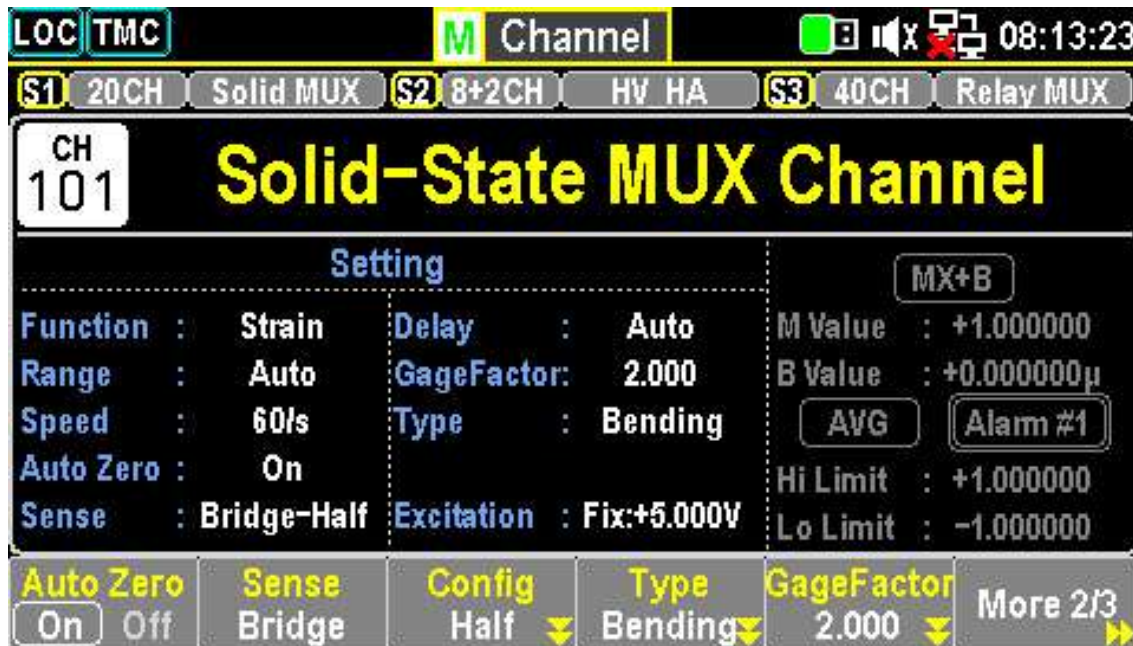 LOC TMC M Channel 08:13:23
S1 20CH Solid MUX S2 8+2CH HV HA S3 40CH Relay MUX
CH
101
Solid-State MUX Channel
Setting
MX+B
Function : Strain Delay : Auto M Value : +1.000000
Range : Auto GageFactor: 2.000 B Value : +0.000000µ
Speed : 60/s Type : Bending AVG Alarm #1
Auto Zero : On Hi Limit : +1.000000
Sense : Bridge-Half Excitation : Fix:+5.000V Lo Limit : -1.000000
Auto Zero Sense Config Type GageFactor More 2/3
On Off Bridge Half Bending 2.000